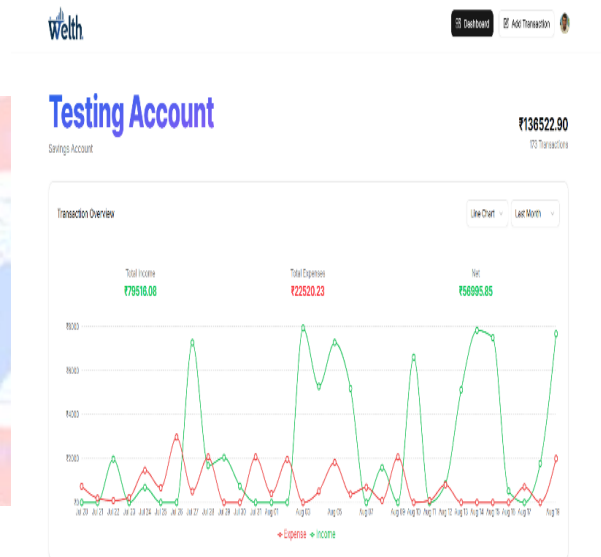 Welth
Dashboard
Add Transaction
Testing Account
Savings Account
₹136522.90
173 Transactions
Transaction Overview
Line Chart
Last Month
Total Income
₹79516.08
Total Expenses
₹22520.23
Net
₹56995.85
₹8000
₹6000
₹4000
₹2000
₹0
Jul 20 Jul 21 Jul 22 Jul 23 Jul 24 Jul 25 Jul 26 Jul 27 Jul 28 Jul 29 Jul 30 Jul 31 Aug 01 Aug 03 Aug 05 Aug 07 Aug 09 Aug 10 Aug 11 Aug 12 Aug 13 Aug 14 Aug 15 Aug 16 Aug 17 Aug 19
Expense Income